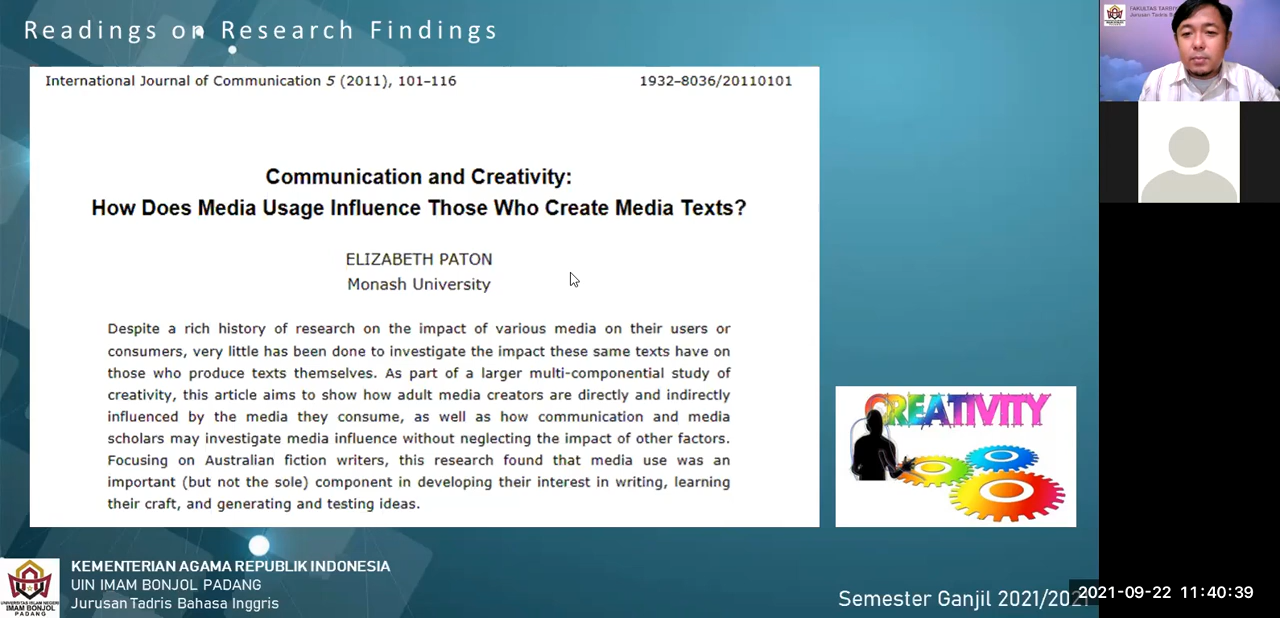 Readings on Research Findings
International Journal of Communication 5 (2011), 101–116
1932–8036/20110101
Communication and Creativity:
How Does Media Usage Influence Those Who Create Media Texts?
ELIZABETH PATON
Monash University
Despite a rich history of research on the impact of various media on their users or
consumers, very little has been done to investigate the impact these same texts have on
those who produce texts themselves. As part of a larger multi-componential study of
creativity, this article aims to show how adult media creators are directly and indirectly
influenced by the media they consume, as well as how communication and media
scholars may investigate media influence without neglecting the impact of other factors.
Focusing on Australian fiction writers, this research found that media use was an
important (but not the sole) component in developing their interest in writing, learning
their craft, and generating and testing ideas.
CREATIVITY
KEMENTERIAN AGAMA REPUBLIK INDONESIA
UIN IMAM BONJOL PADANG
Jurusan Tadris Bahasa Inggris
UNIVERSITAS ISLAM NEGERI
IMAM BONJOL
PADANG
Semester Ganjil 2021/2021
2021-09-22 11:40:39